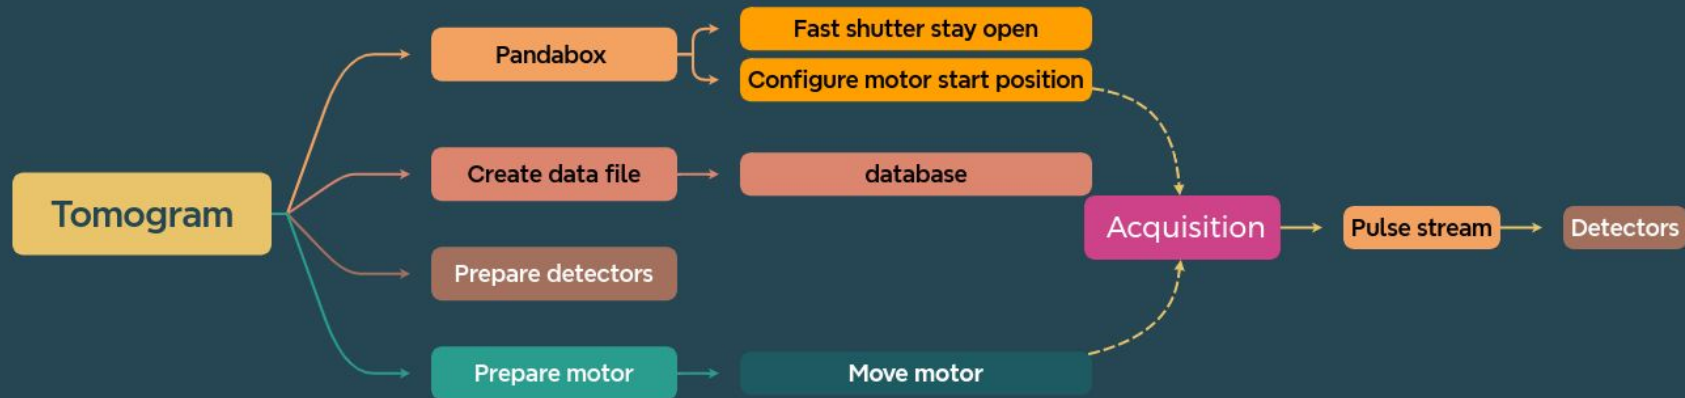 Tomogram
Pandabox
Fast shutter stay open
Configure motor start position
Create data file
database
Prepare detectors
Prepare motor
Move motor
Acquisition
Pulse stream
Detectors